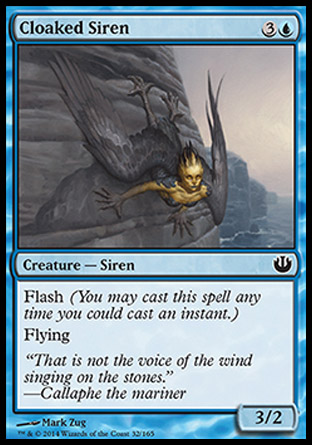 Cloaked Siren 3
Creature — Siren
Flash (You may cast this spell any
time you could cast an instant.)
Flying
“That is not the voice of the wind
singing on the stones.”
—Callaphe the mariner
3/2
Mark Zug
™ & © 2014 Wizards of the Coast 32/165